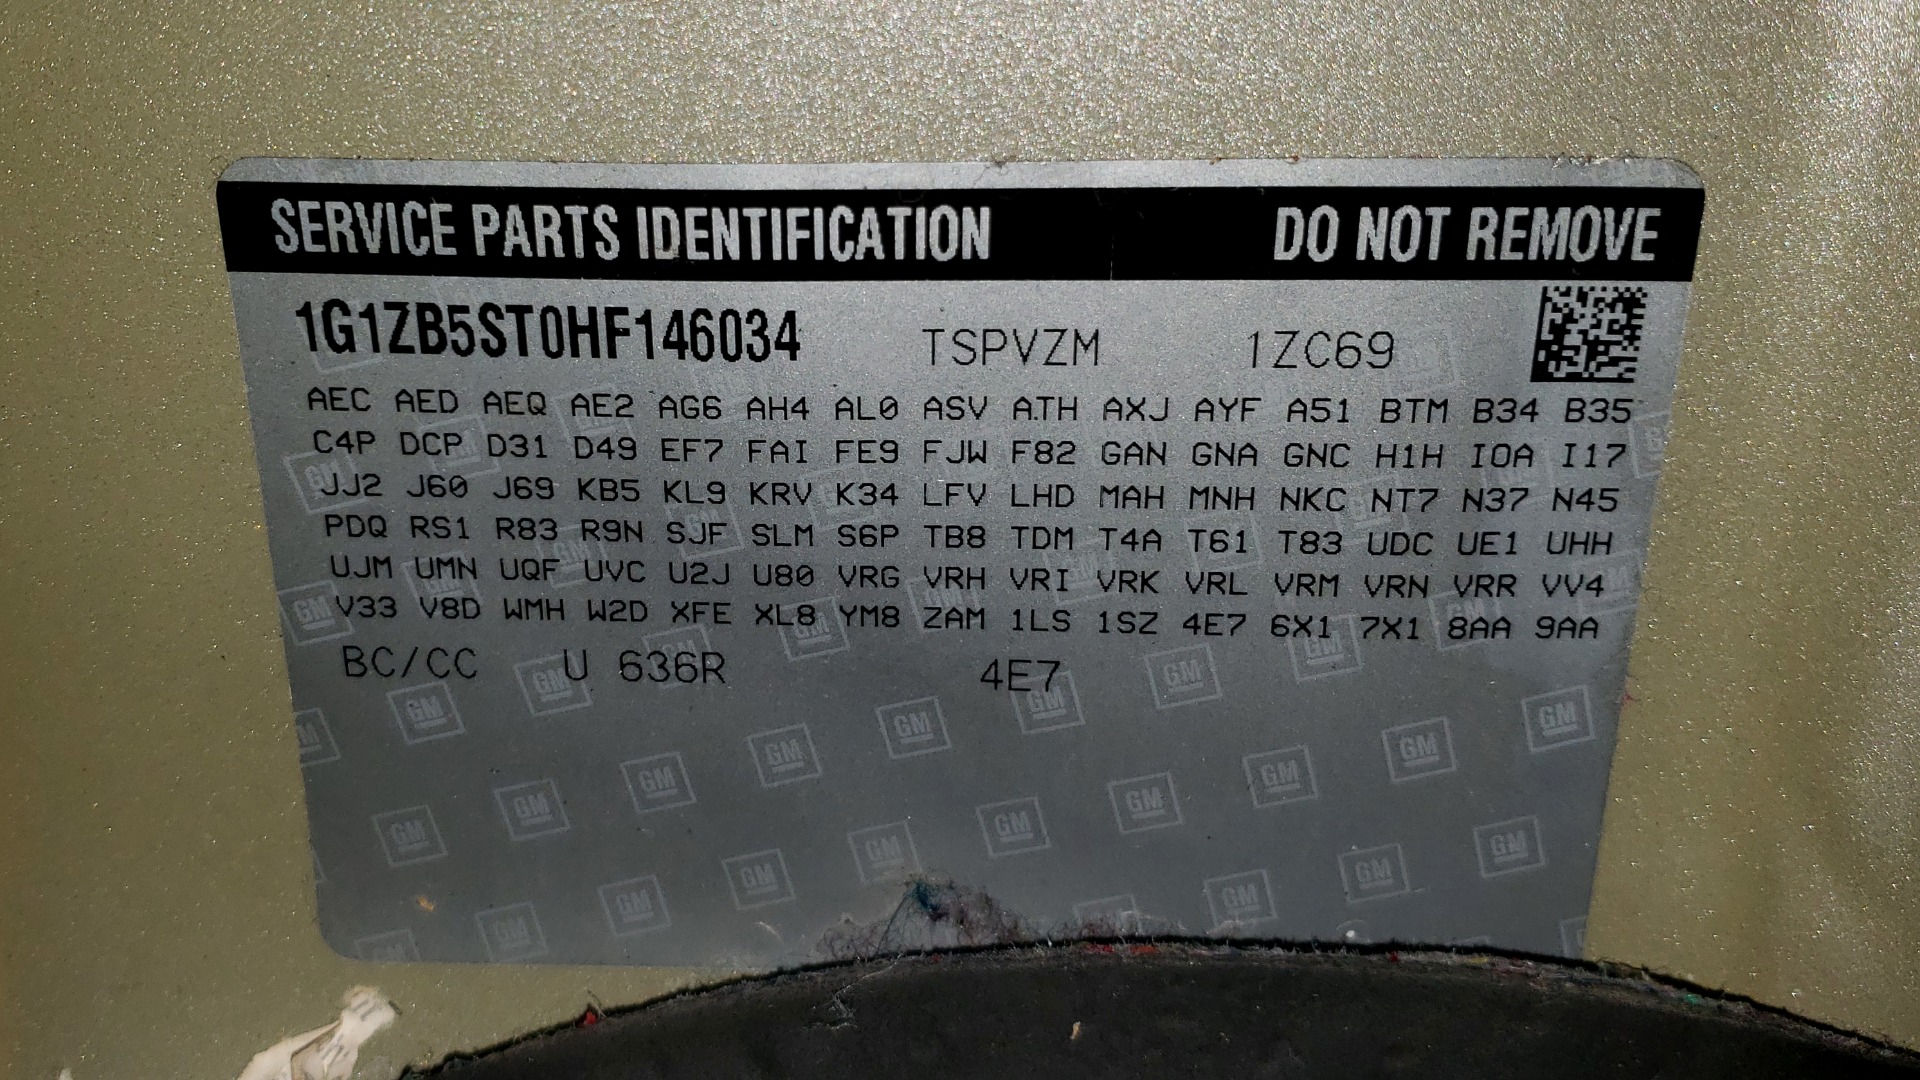 SERVICE PARTS IDENTIFICATION DO NOT REMOVE
1G1ZB5ST0HF146034 TSPVZM 1ZC69
AEC AED AEQ AE2 AG6 AH4 AL0 ASV ATH AXJ AYF A51 BTM B34 B35
C4P DCP D31 D49 EF7 FAI FE9 FJW F82 GAN GNA GNC H1H IOA I17
JJ2 J60 J69 KB5 KL9 KRV K34 LFV LHD MAH MNH NKC NT7 N37 N45
PDQ RS1 R83 R9N SJF SLM S6P TB8 TDM T4A T61 T83 UDC UE1 UHH
UJM UMN UQF UVC U2J U80 VRG VRH VRI VRK VRL VRM VRN VRR VV4
V33 V8D WMH W2D XFE XL8 YM8 ZAM 1LS 1SZ 4E7 6X1 7X1 8AA 9AA
BC/CC U 636R 4E7